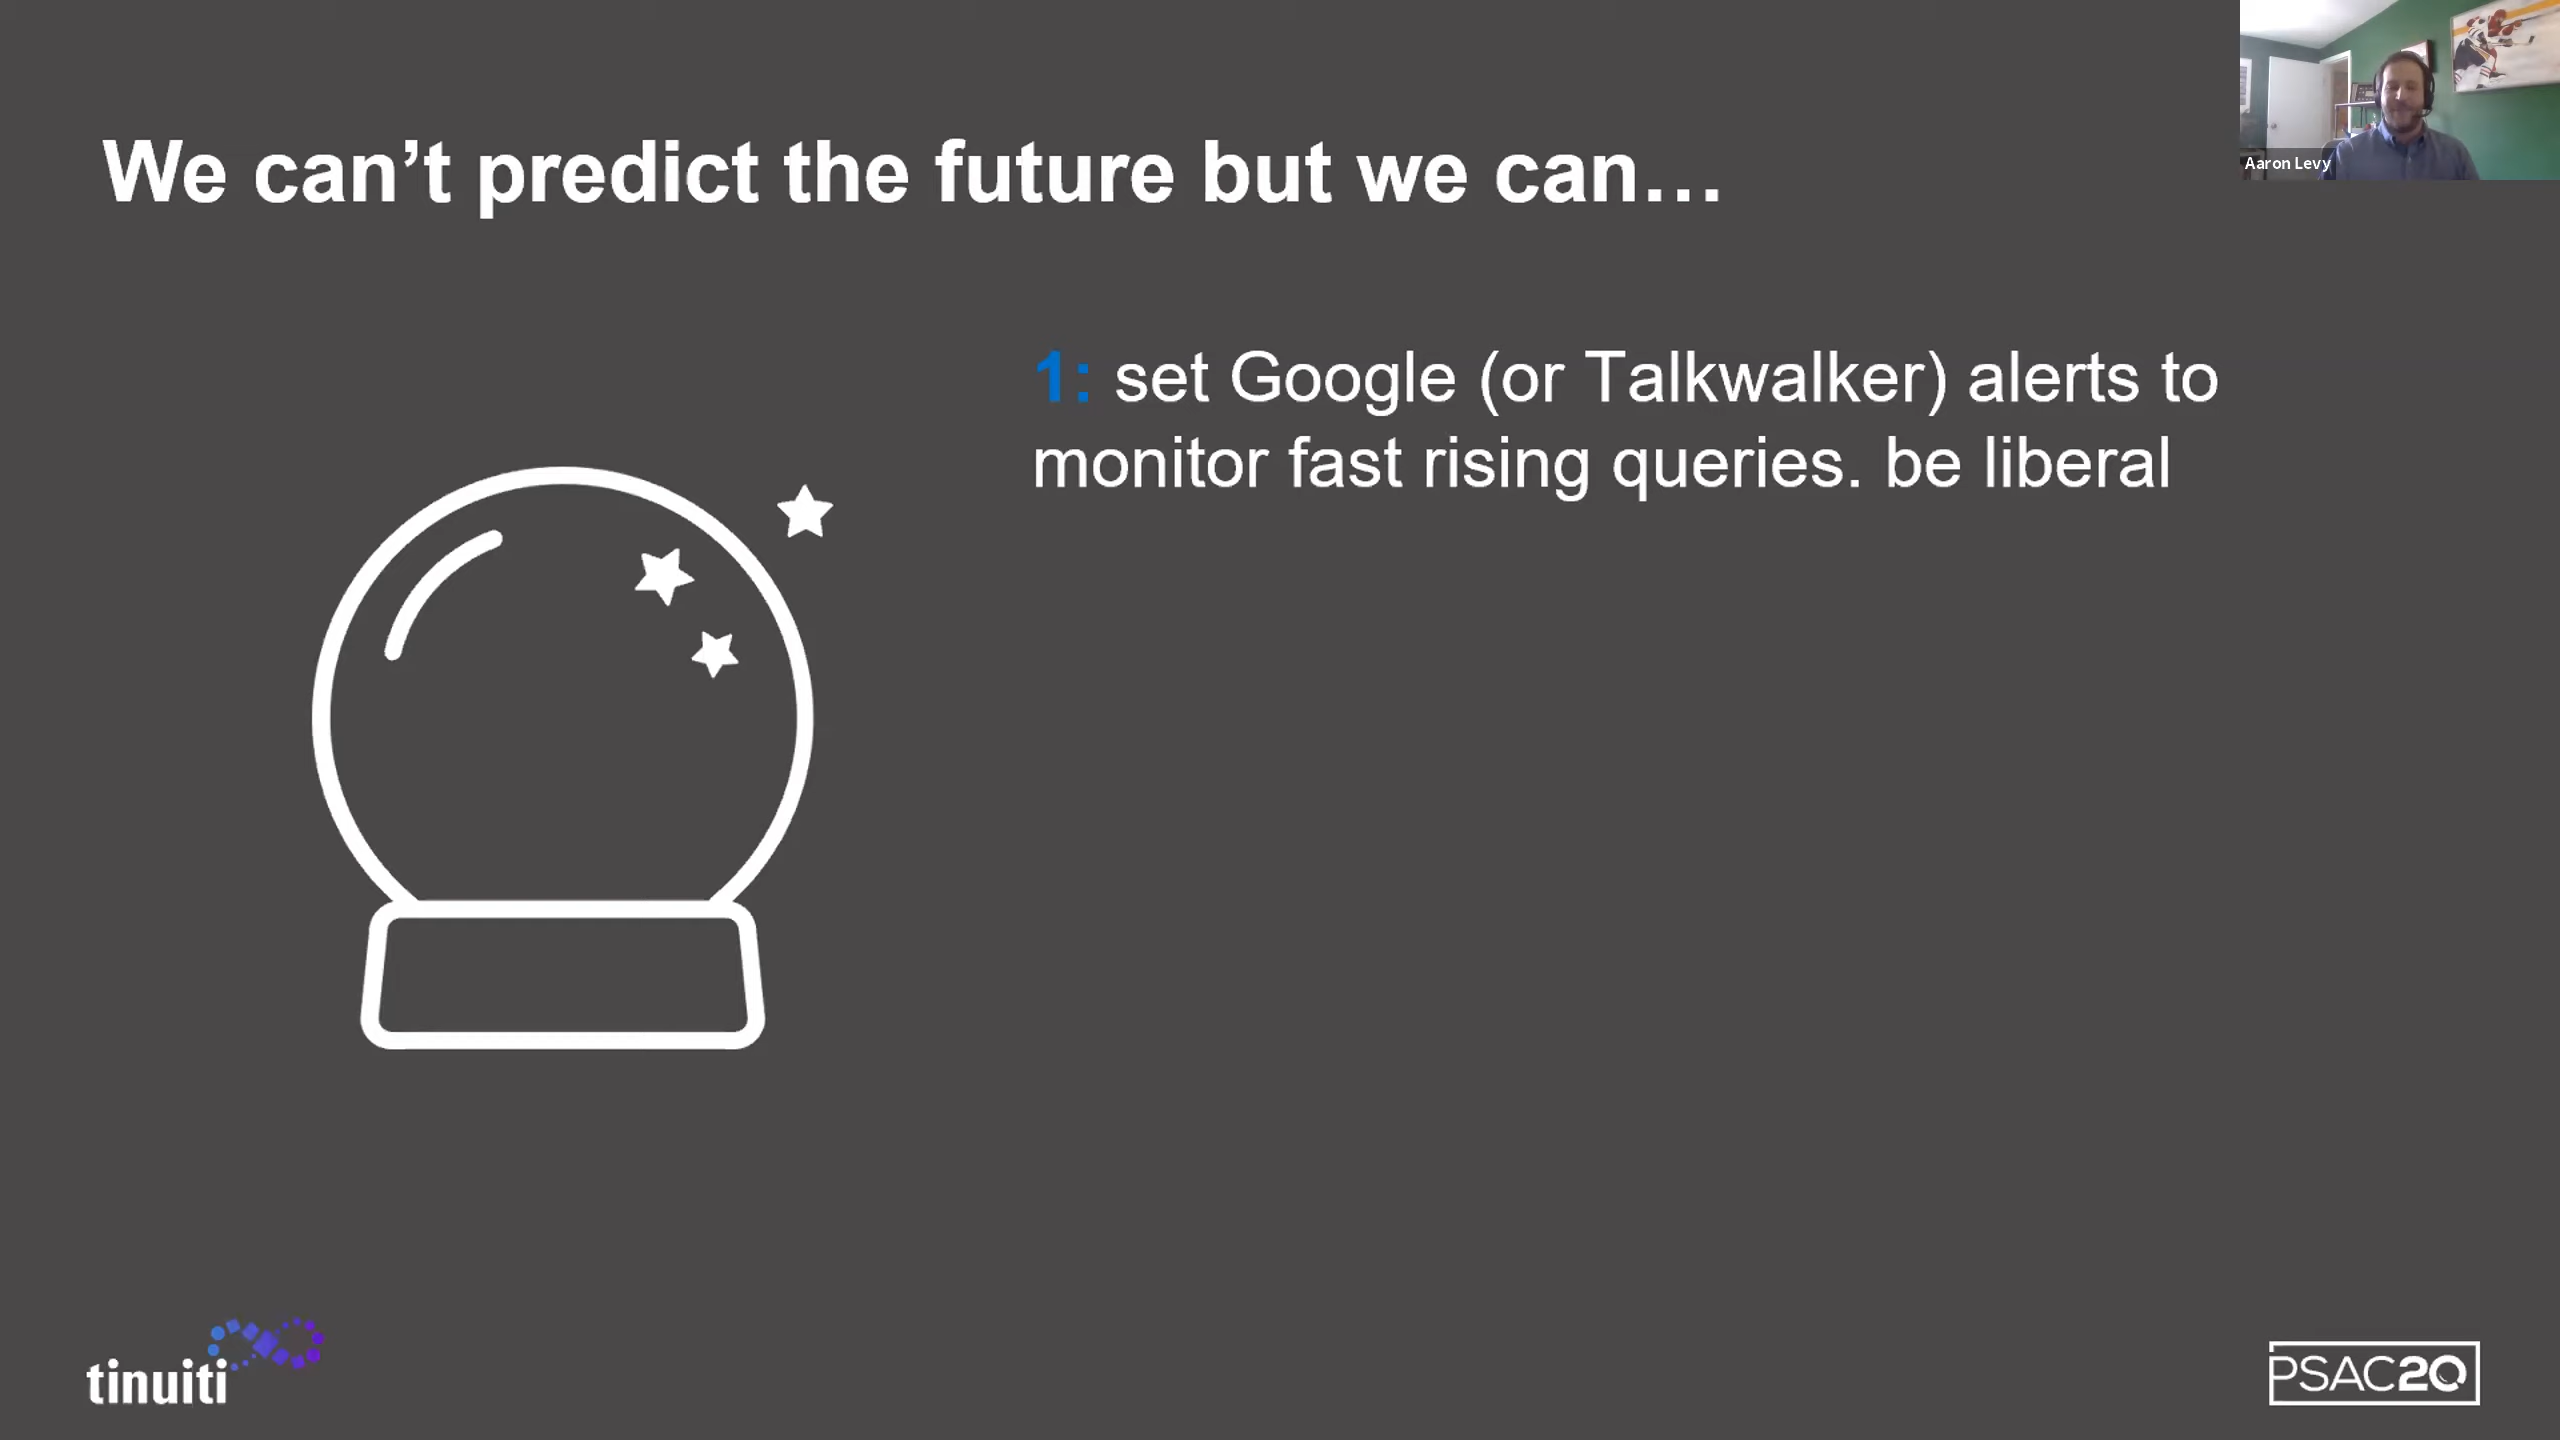 Aaron Levy
We can’t predict the future but we can…
1: set Google (or Talkwalker) alerts to
monitor fast rising queries. be liberal
tinuiti
PSAC20